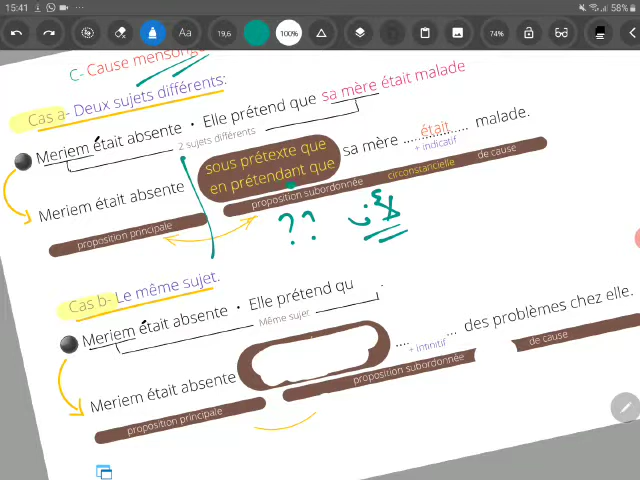 15:41
58%
19,6
100%
74%
C- Cause mensong
Cas a- Deux sujets différents:
Meriem était absente • Elle prétend que sa mère était malade
2 sujets différents
Meriem était absente sous prétexte que sa mère ...était... malade.
en prétendant que + indicatif
proposition principale proposition subordonnée circonstancielle de cause
??
Cas b- Le même sujet.
Meriem était absente • Elle prétend qu .
Même sujet
Meriem était absente .... ... des problèmes chez elle.
+ infinitif
proposition principale proposition subordonnée de cause